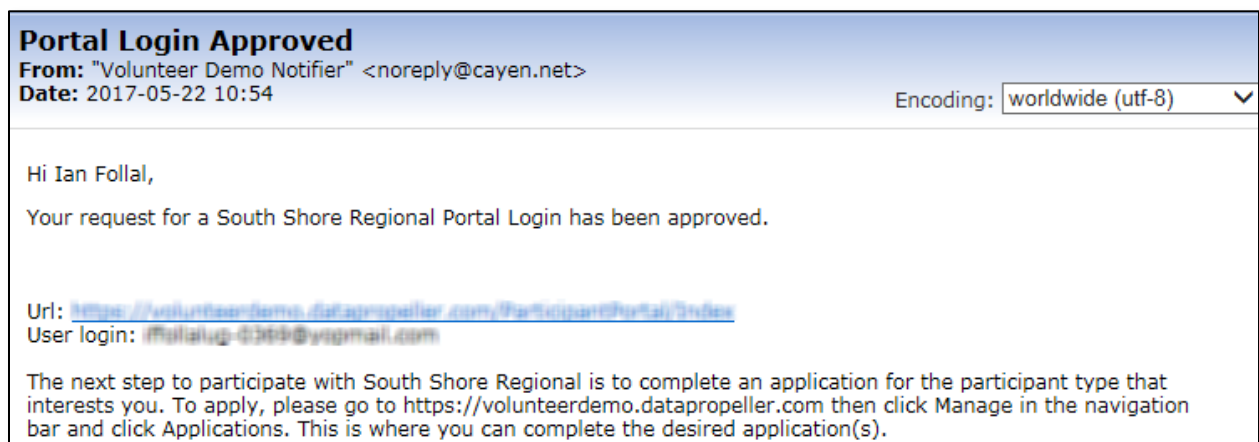 Portal Login Approved
From: "Volunteer Demo Notifier" <noreply@cayen.net>
Date: 2017-05-22 10:54
Encoding: worldwide (utf-8)
Hi Ian Follal,
Your request for a South Shore Regional Portal Login has been approved.
Url:
User login:
The next step to participate with South Shore Regional is to complete an application for the participant type that
interests you. To apply, please go to https://volunteerdemo.datapropeller.com then click Manage in the navigation
bar and click Applications. This is where you can complete the desired application(s).